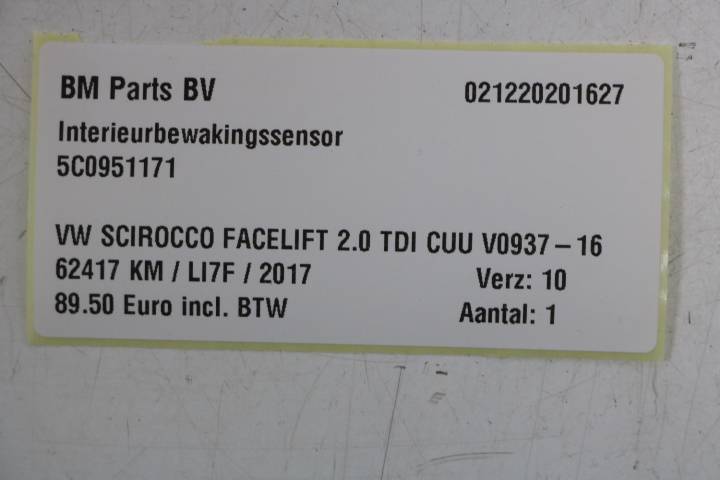 BM Parts BV 021220201627
Interieurbewakingssensor
5C0951171
VW SCIROCCO FACELIFT 2.0 TDI CUU V0937-16
62417 KM / LI7F / 2017 Verz: 10
89.50 Euro incl. BTW Aantal: 1